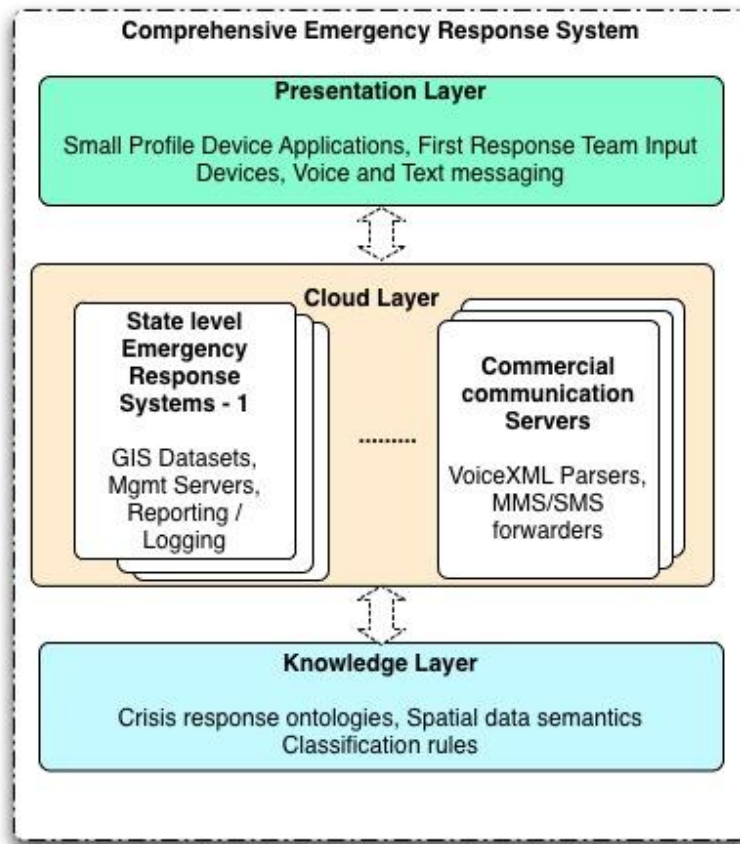 Comprehensive Emergency Response System
Presentation Layer
Small Profile Device Applications, First Response Team Input
Devices, Voice and Text messaging
Cloud Layer
State level
Emergency
Response
Systems - 1
GIS Datasets,
Mgmt Servers,
Reporting /
Logging
.........
Commercial
communication
Servers
VoiceXML Parsers,
MMS/SMS
forwarders
Knowledge Layer
Crisis response ontologies, Spatial data semantics
Classification rules